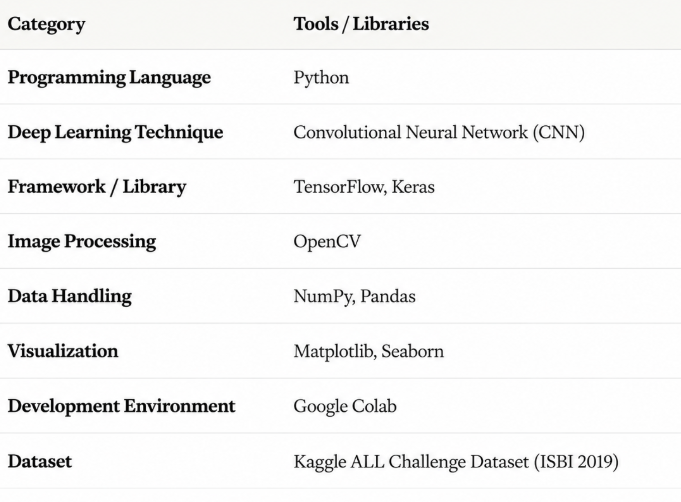 Category Tools / Libraries
Programming Language Python
Deep Learning Technique Convolutional Neural Network (CNN)
Framework / Library TensorFlow, Keras
Image Processing OpenCV
Data Handling NumPy, Pandas
Visualization Matplotlib, Seaborn
Development Environment Google Colab
Dataset Kaggle ALL Challenge Dataset (ISBI 2019)